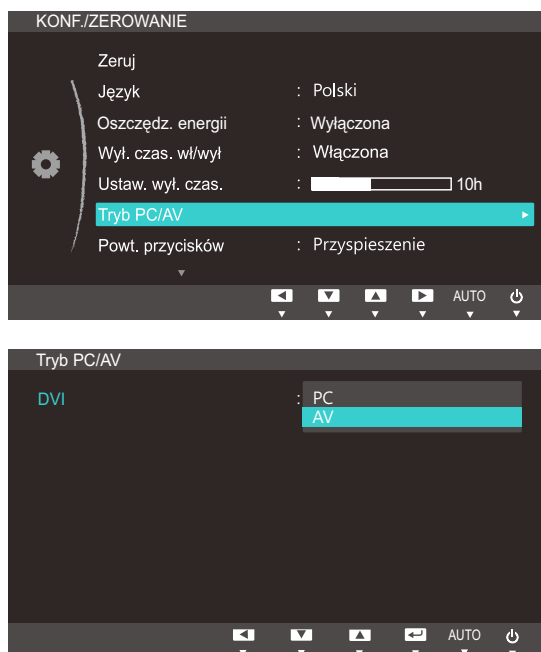 KONF./ZEROWANIE
Zeruj
Język : Polski
Oszczędz. energii : Wyłączona
Wył. czas. wł/wył : Włączona
Ustaw. wył. czas. : 10h
Tryb PC/AV
Powt. przycisków : Przyspieszenie
AUTO
Tryb PC/AV
DVI : PC
AV
AUTO